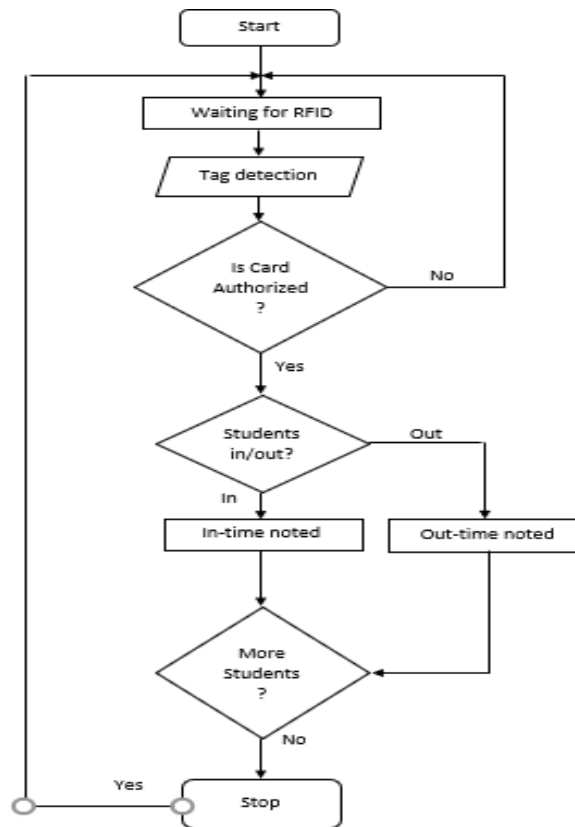 Start
Waiting for RFID
Tag detection
Is Card
Authorized
?
No
Yes
Students
in/out?
Out
In
In-time noted
Out-time noted
More
Students
?
No
Yes
Stop